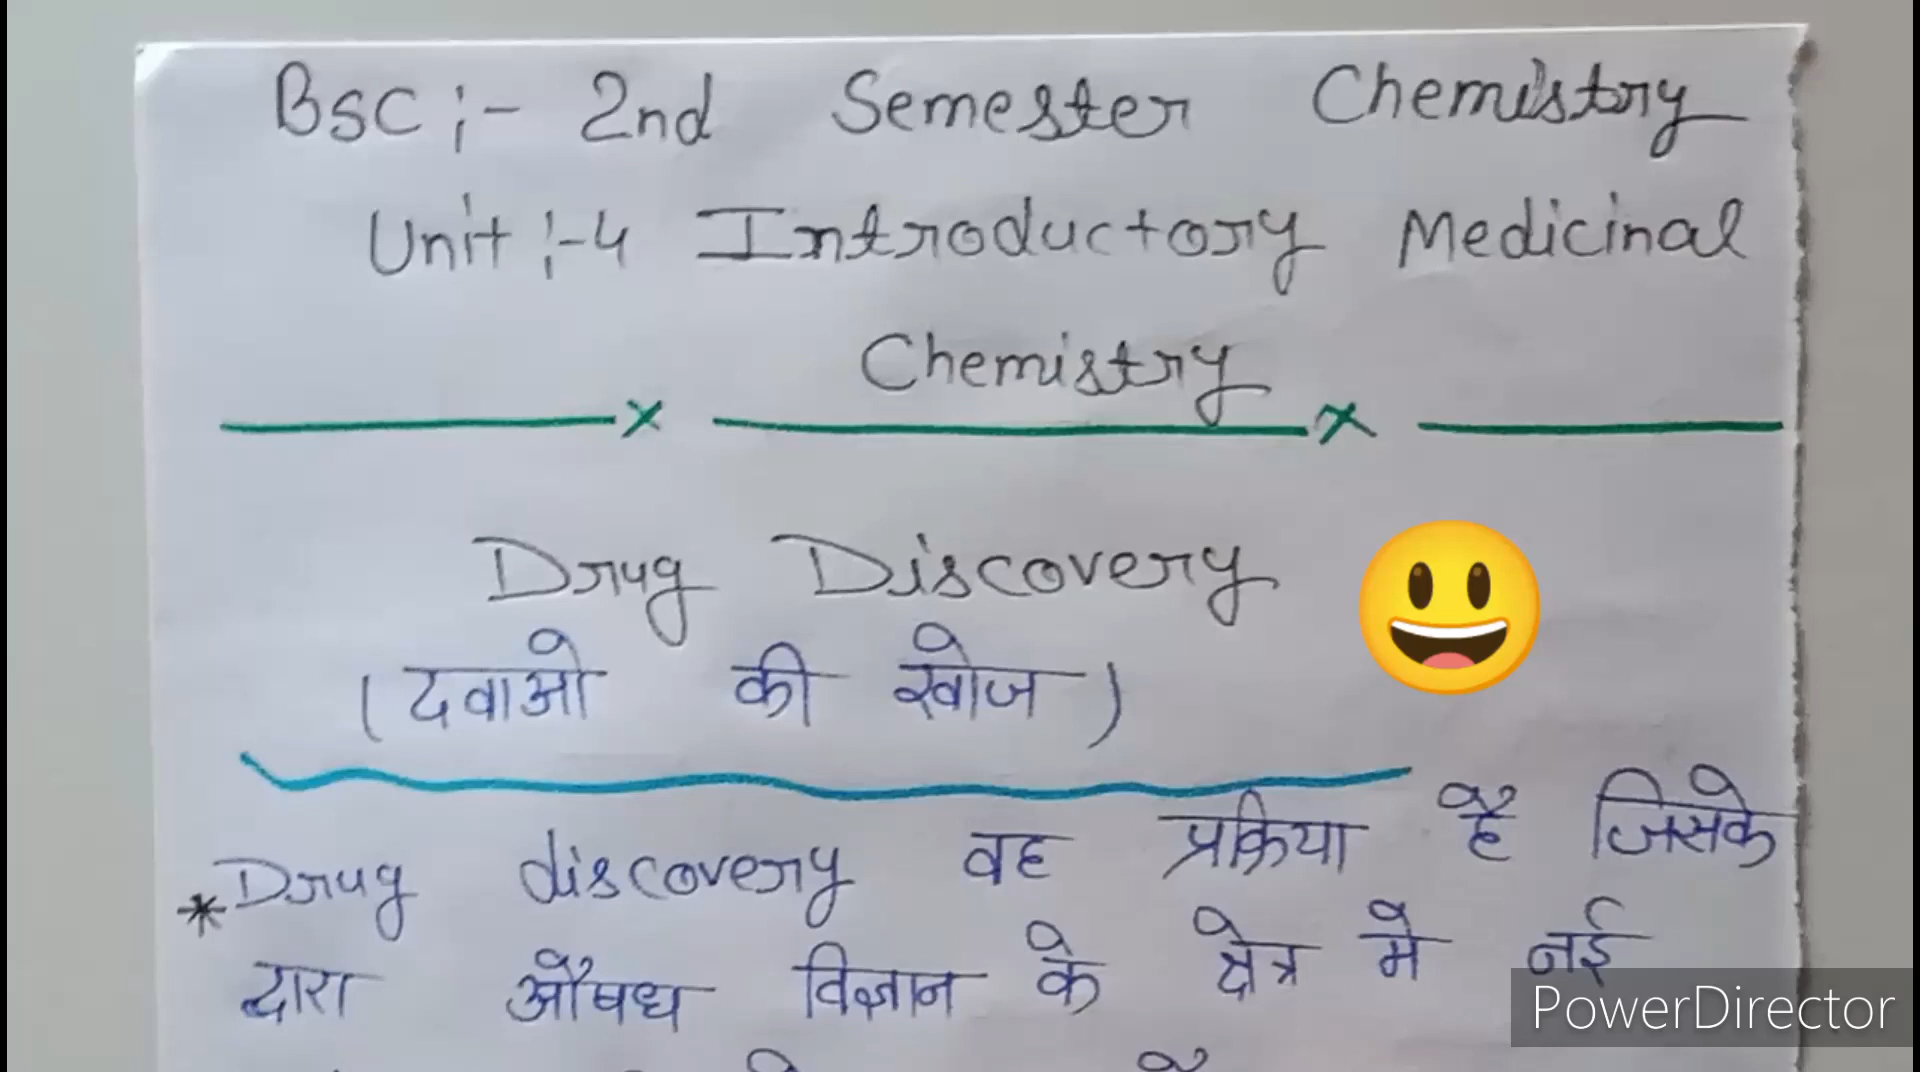 BSC ;- 2nd Semester Chemistry
Unit :-4 Introductory Medicinal
Chemistry
x x
Drug Discovery
(दवाओ की खोज)
* Drug discovery वह प्रक्रिया है जिसके
द्वारा औषध विज्ञान के क्षेत्र मे नई
PowerDirector